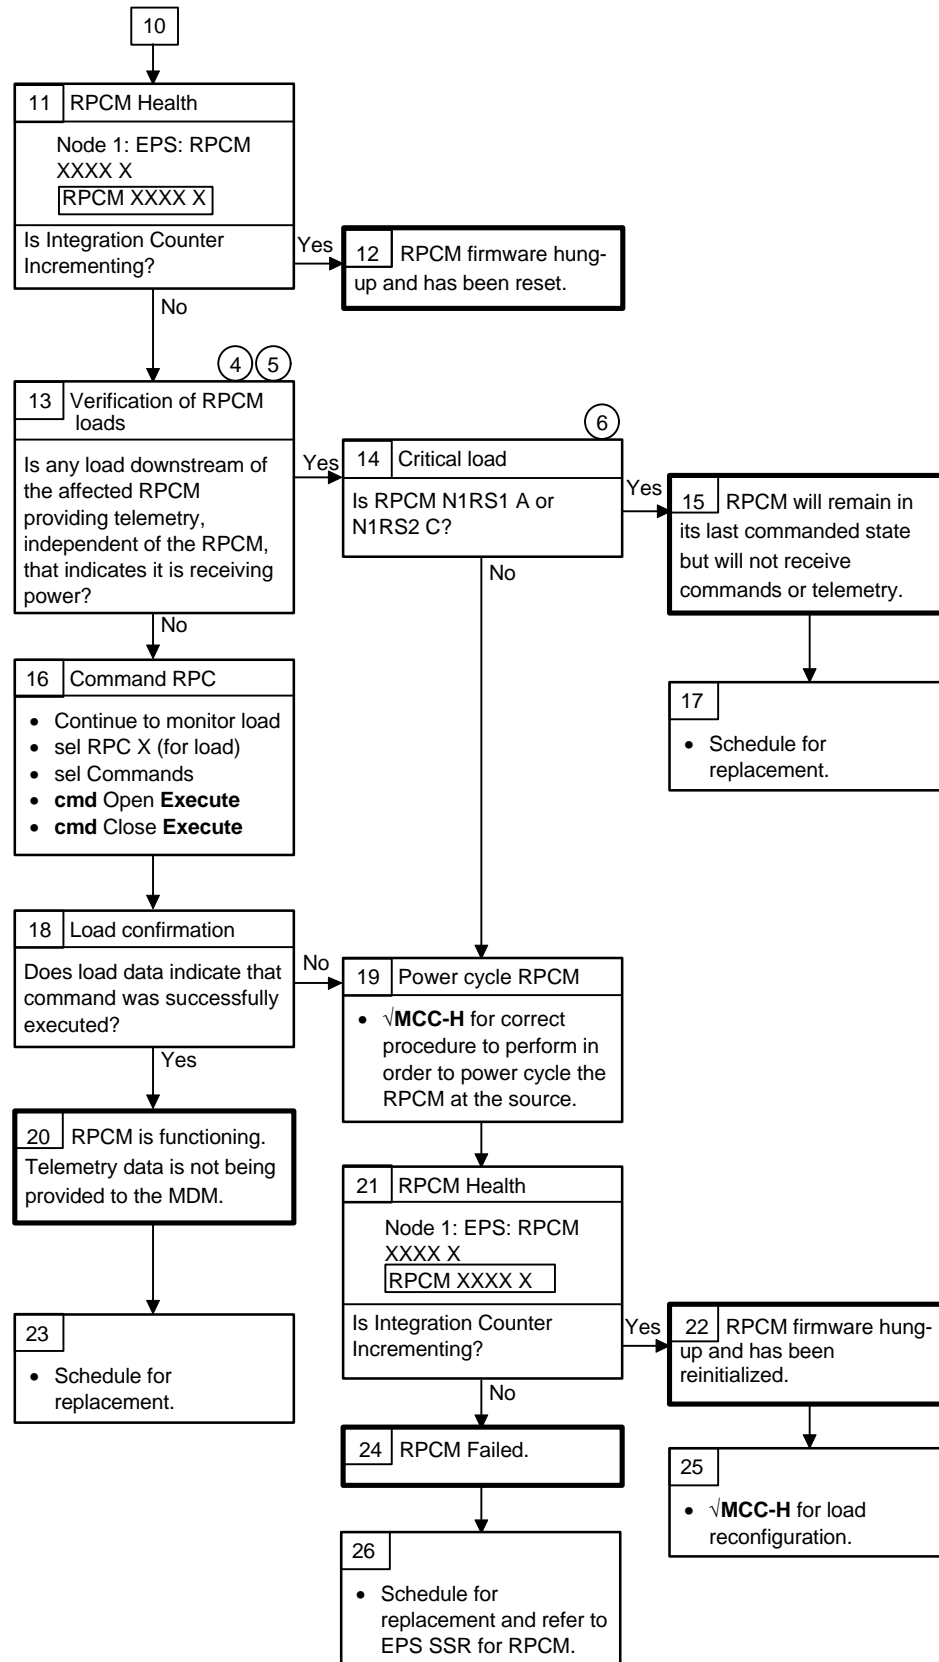 10
11 RPCM Health
Node 1: EPS: RPCM
XXXX X
RPCM XXXX X
Is Integration Counter
Incrementing?
Yes
No
12 RPCM firmware hung-
up and has been reset.
4 5
13 Verification of RPCM
loads
Is any load downstream of
the affected RPCM
providing telemetry,
independent of the RPCM,
that indicates it is receiving
power?
Yes
No
6
14 Critical load
Is RPCM N1RS1 A or
N1RS2 C?
Yes
No
15 RPCM will remain in
its last commanded state
but will not receive
commands or telemetry.
16 Command RPC
• Continue to monitor load
• sel RPC X (for load)
• sel Commands
• cmd Open Execute
• cmd Close Execute
17
• Schedule for
replacement.
18 Load confirmation
Does load data indicate that
command was successfully
executed?
No
Yes
19 Power cycle RPCM
• √MCC-H for correct
procedure to perform in
order to power cycle the
RPCM at the source.
20 RPCM is functioning.
Telemetry data is not being
provided to the MDM.
21 RPCM Health
Node 1: EPS: RPCM
XXXX X
RPCM XXXX X
Is Integration Counter
Incrementing?
Yes
No
22 RPCM firmware hung-
up and has been
reinitialized.
23
• Schedule for
replacement.
24 RPCM Failed.
25
• √MCC-H for load
reconfiguration.
26
• Schedule for
replacement and refer to
EPS SSR for RPCM.